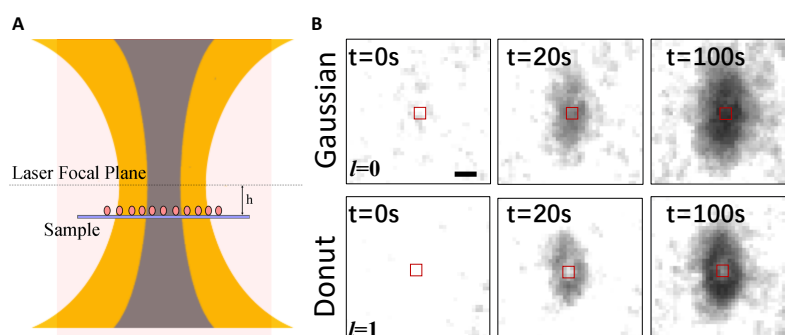 A
Laser Focal Plane
h
Sample
B
Gaussian
t=0s
t=20s
t=100s
l=0
Donut
t=0s
t=20s
t=100s
l=1